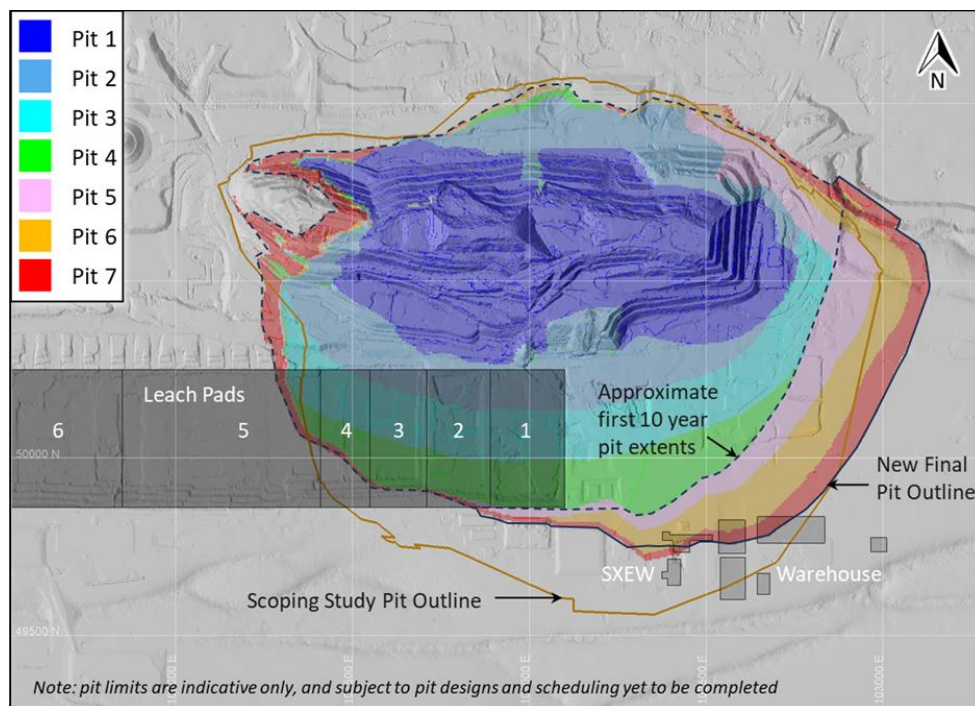 Pit 1
Pit 2
Pit 3
Pit 4
Pit 5
Pit 6
Pit 7
N
Leach Pads
6
5
4
3
2
1
Approximate
first 10 year
pit extents
50000 N
New Final
Pit Outline
SXEW
Warehouse
Scoping Study Pit Outline
49500 N
103000 E
Note: pit limits are indicative only, and subject to pit designs and scheduling yet to be completed